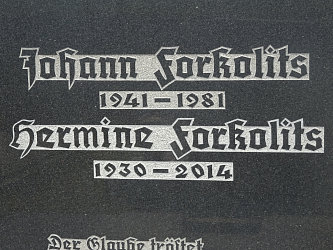 Johann Forkolits
1941-1981
Hermine Forkolits
1930-2014
Der Glaube tröstet